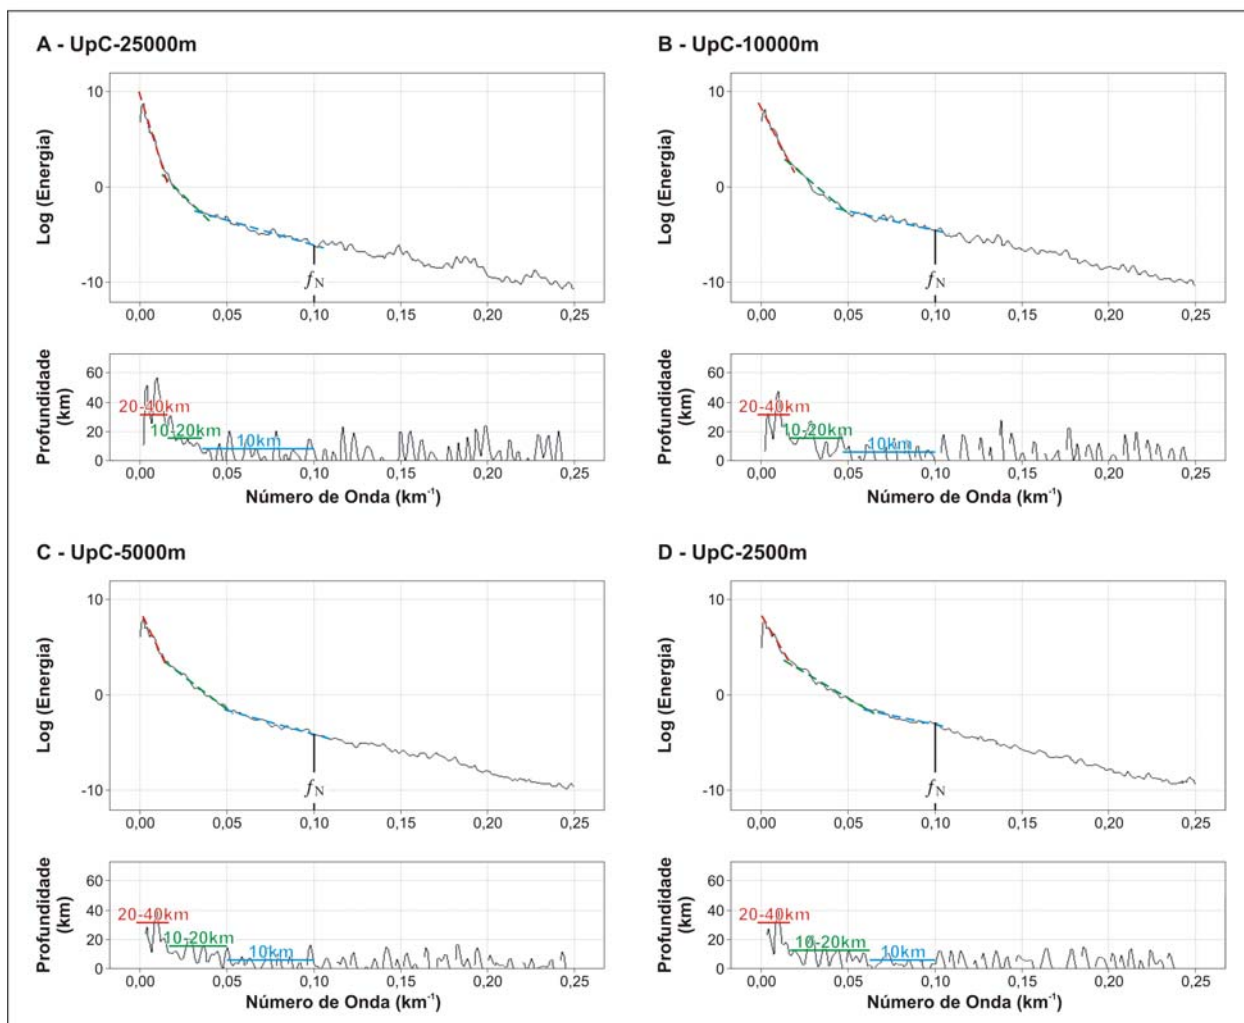 A - UpC-25000m
Log (Energia)
10
0
-10
fN
0,00 0,05 0,10 0,15 0,20 0,25
Profundidade (km)
60
40
20
0
20-40km
10-20km
10km
0,00 0,05 0,10 0,15 0,20 0,25
Número de Onda (km-1)
B - UpC-10000m
Log (Energia)
10
0
-10
fN
0,00 0,05 0,10 0,15 0,20 0,25
Profundidade (km)
60
40
20
0
20-40km
10-20km
10km
0,00 0,05 0,10 0,15 0,20 0,25
Número de Onda (km-1)
C - UpC-5000m
Log (Energia)
10
0
-10
fN
0,00 0,05 0,10 0,15 0,20 0,25
Profundidade (km)
60
40
20
0
20-40km
10-20km
10km
0,00 0,05 0,10 0,15 0,20 0,25
Número de Onda (km-1)
D - UpC-2500m
Log (Energia)
10
0
-10
fN
0,00 0,05 0,10 0,15 0,20 0,25
Profundidade (km)
60
40
20
0
20-40km
10-20km
10km
0,00 0,05 0,10 0,15 0,20 0,25
Número de Onda (km-1)